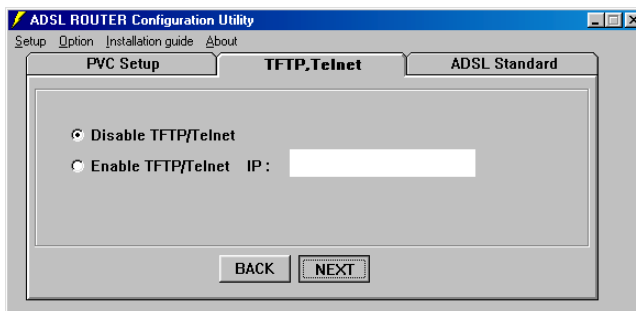 ADSL ROUTER Configuration Utility
Setup Option Installation guide About
PVC Setup TFTP,Telnet ADSL Standard
Disable TFTP/Telnet
Enable TFTP/Telnet IP :
BACK NEXT